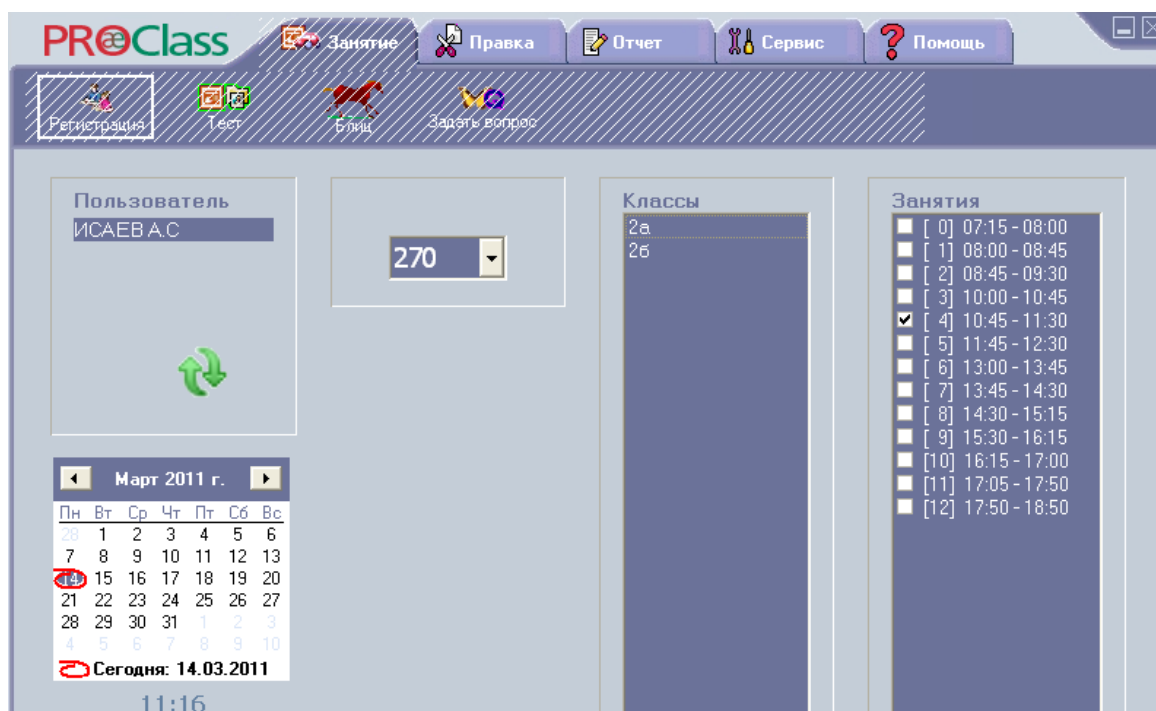 PROæClass
Занятие
Правка
Отчет
Сервис
Помощь
Регистрация
Тест
Блиц
Задать вопрос
Пользователь
ИСАЕВ А.С
270
Классы
2а
2б
Занятия
[ 0] 07:15 - 08:00
[ 1] 08:00 - 08:45
[ 2] 08:45 - 09:30
[ 3] 10:00 - 10:45
[ 4] 10:45 - 11:30
[ 5] 11:45 - 12:30
[ 6] 13:00 - 13:45
[ 7] 13:45 - 14:30
[ 8] 14:30 - 15:15
[ 9] 15:30 - 16:15
[10] 16:15 - 17:00
[11] 17:05 - 17:50
[12] 17:50 - 18:50
Март 2011 г.
Пн Вт Ср Чт Пт Сб Вс
28 1 2 3 4 5 6
7 8 9 10 11 12 13
14 15 16 17 18 19 20
21 22 23 24 25 26 27
28 29 30 31 1 2 3
4 5 6 7 8 9 10
Сегодня: 14.03.2011
11:16